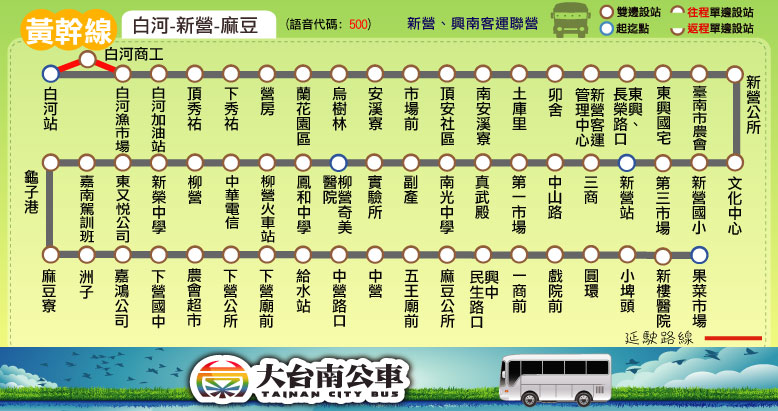 黃幹線
白河-新營-麻豆
(語音代碼: 500)
新營、興南客運聯營
雙邊設站
往程單邊設站
起迄點
返程單邊設站
白河商工
白河站
白河漁市場
白河加油站
頂秀祐
下秀祐
營房
蘭花園區
烏樹林
安溪寮
市場前
頂安社區
南安溪寮
土庫里
卯舍
新營客運
管理中心
東興、
長榮路口
東興國宅
臺南市農會
新營公所
文化中心
新營國小
第三市場
新營站
三商
中山路
第一市場
真武殿
南光中學
副產
實驗所
柳營奇美
醫院
鳳和中學
柳營火車站
中華電信
柳營
新榮中學
東又悅公司
嘉南駕訓班
龜子港
麻豆寮
洲子
嘉鴻公司
下營國中
農會超市
下營公所
下營廟前
給水站
中營路口
中營
五王廟前
麻豆公所
興中
民生路口
一商前
戲院前
圓環
小埤頭
新樓醫院
果菜市場
延駛路線
大台南公車
TAINAN CITY BUS